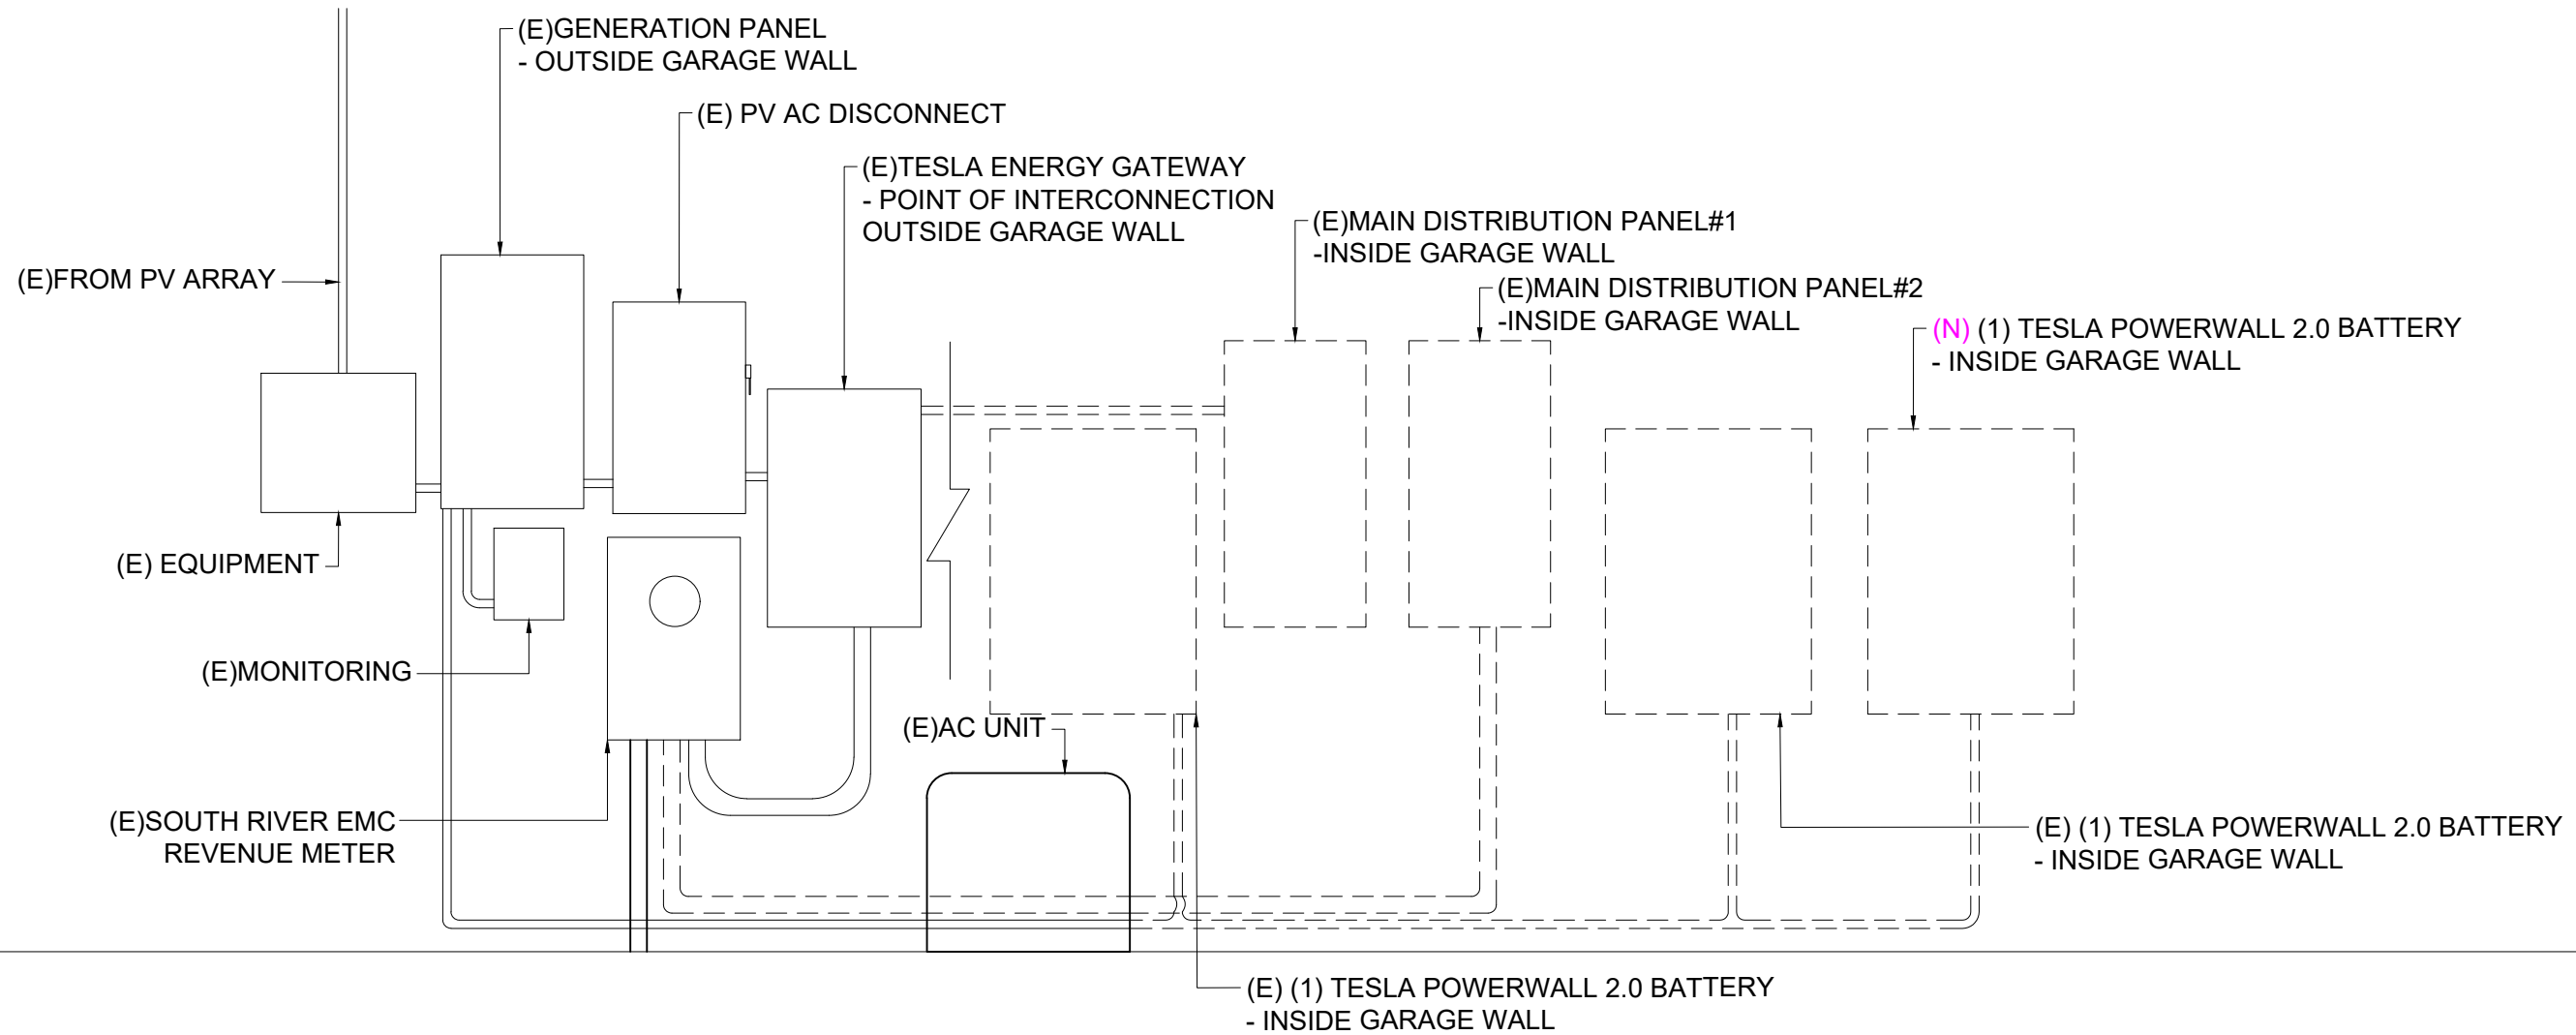 (E)GENERATION PANEL
- OUTSIDE GARAGE WALL
(E) PV AC DISCONNECT
(E)TESLA ENERGY GATEWAY
- POINT OF INTERCONNECTION
OUTSIDE GARAGE WALL
(E)MAIN DISTRIBUTION PANEL#1
-INSIDE GARAGE WALL
(E)MAIN DISTRIBUTION PANEL#2
-INSIDE GARAGE WALL
(N) (1) TESLA POWERWALL 2.0 BATTERY
- INSIDE GARAGE WALL
(E)FROM PV ARRAY
(E) EQUIPMENT
(E)MONITORING
(E)AC UNIT
(E)SOUTH RIVER EMC
REVENUE METER
(E) (1) TESLA POWERWALL 2.0 BATTERY
- INSIDE GARAGE WALL
(E) (1) TESLA POWERWALL 2.0 BATTERY
- INSIDE GARAGE WALL